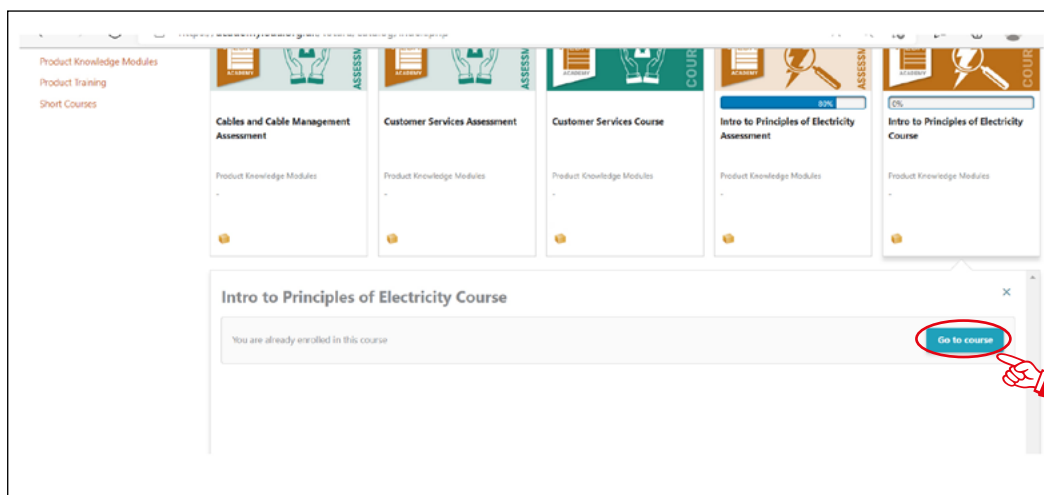 Product Knowledge Modules
Product Training
Short Courses
ACADEMY
ASSESSM
ACADEMY
ASSESSM
COUR
ACADEMY
ASSESSM
ACADEMY
COUR
80%
0%
Cables and Cable Management
Assessment
Customer Services Assessment
Customer Services Course
Intro to Principles of Electricity
Assessment
Intro to Principles of Electricity
Course
Product Knowledge Modules
Product Knowledge Modules
Product Knowledge Modules
Product Knowledge Modules
Product Knowledge Modules
-
-
-
-
-
Intro to Principles of Electricity Course
×
You are already enrolled in this course
Go to course